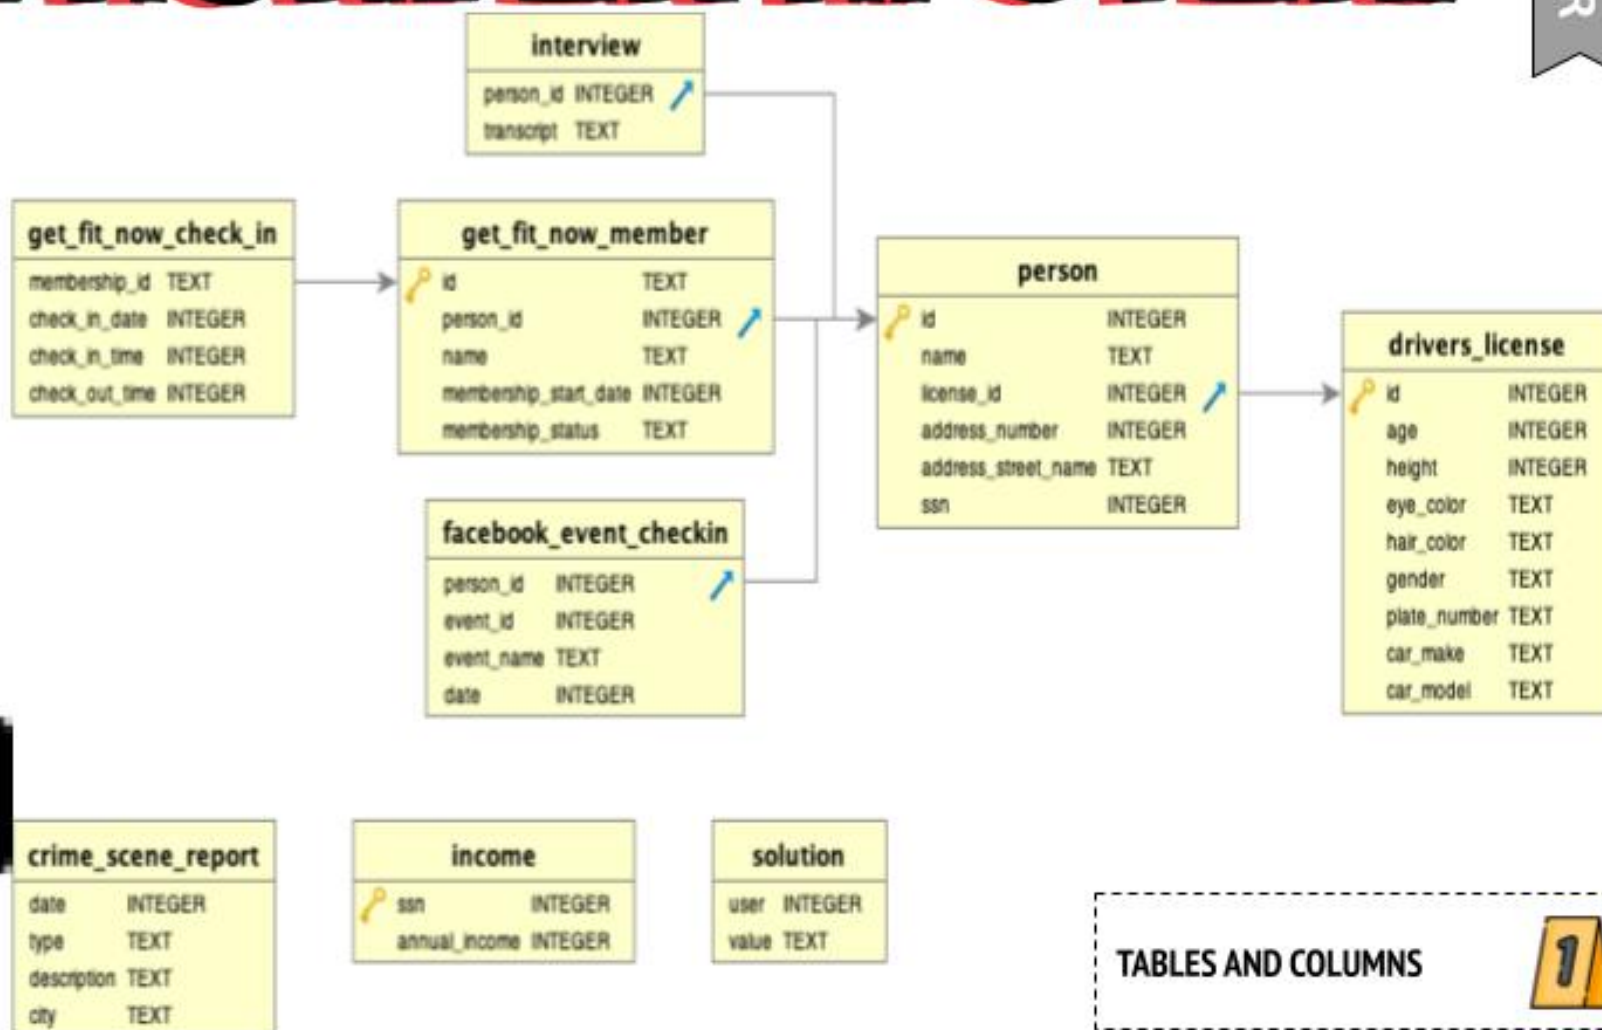 interview
person_id INTEGER
transcript TEXT
get_fit_now_check_in
membership_id TEXT
check_in_date INTEGER
check_in_time INTEGER
check_out_time INTEGER
get_fit_now_member
id TEXT
person_id INTEGER
name TEXT
membership_start_date INTEGER
membership_status TEXT
person
id INTEGER
name TEXT
license_id INTEGER
address_number INTEGER
address_street_name TEXT
ssn INTEGER
drivers_license
id INTEGER
age INTEGER
height INTEGER
eye_color TEXT
hair_color TEXT
gender TEXT
plate_number TEXT
car_make TEXT
car_model TEXT
facebook_event_checkin
person_id INTEGER
event_id INTEGER
event_name TEXT
date INTEGER
crime_scene_report
date INTEGER
type TEXT
description TEXT
city TEXT
income
ssn INTEGER
annual_income INTEGER
solution
user INTEGER
value TEXT
TABLES AND COLUMNS
1
R